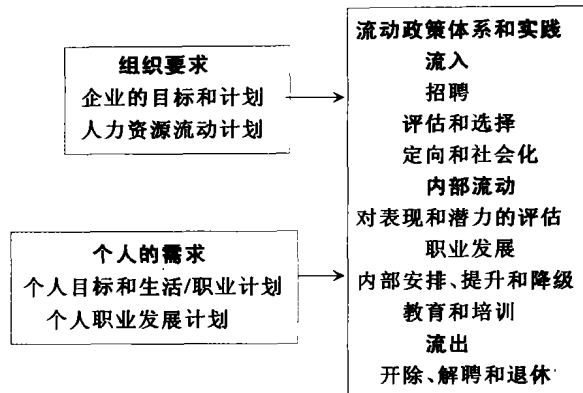 组织要求
企业的目标和计划
人力资源流动计划
个人的需求
个人目标和生活/职业计划
个人职业发展计划
流动政策体系和实践
流入
招聘
评估和选择
定向和社会化
内部流动
对表现和潜力的评估
职业发展
内部安排、提升和降级
教育和培训
流出
开除、解聘和退休